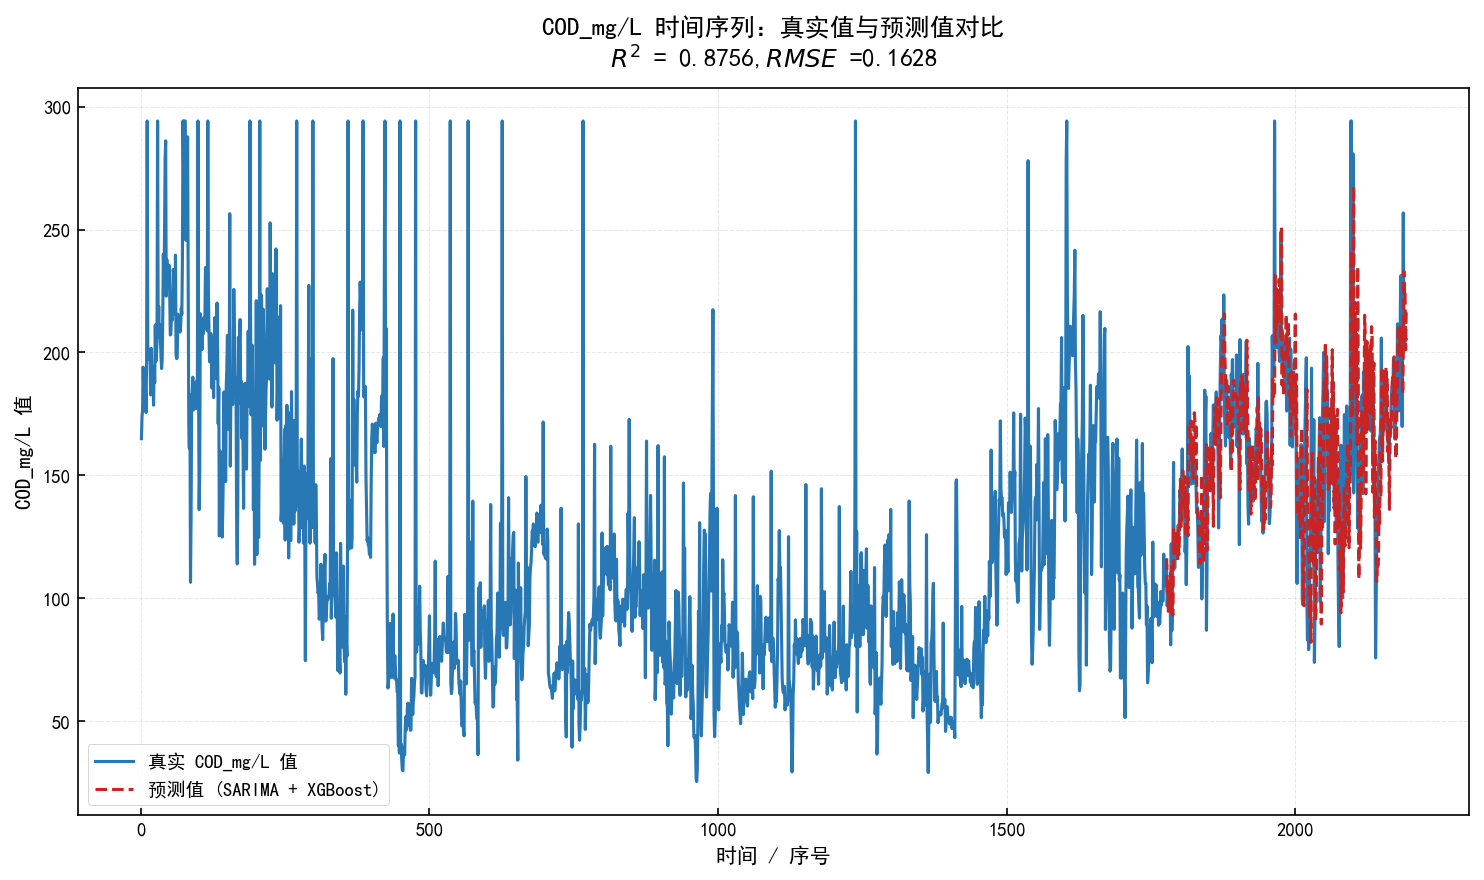 COD_mg/L 时间序列：真实值与预测值对比
R² = 0.8756, RMSE =0.1628
300
250
200
150
100
50
COD_mg/L 值
真实 COD_mg/L 值
预测值 (SARIMA + XGBoost)
0 500 1000 1500 2000
时间 / 序号